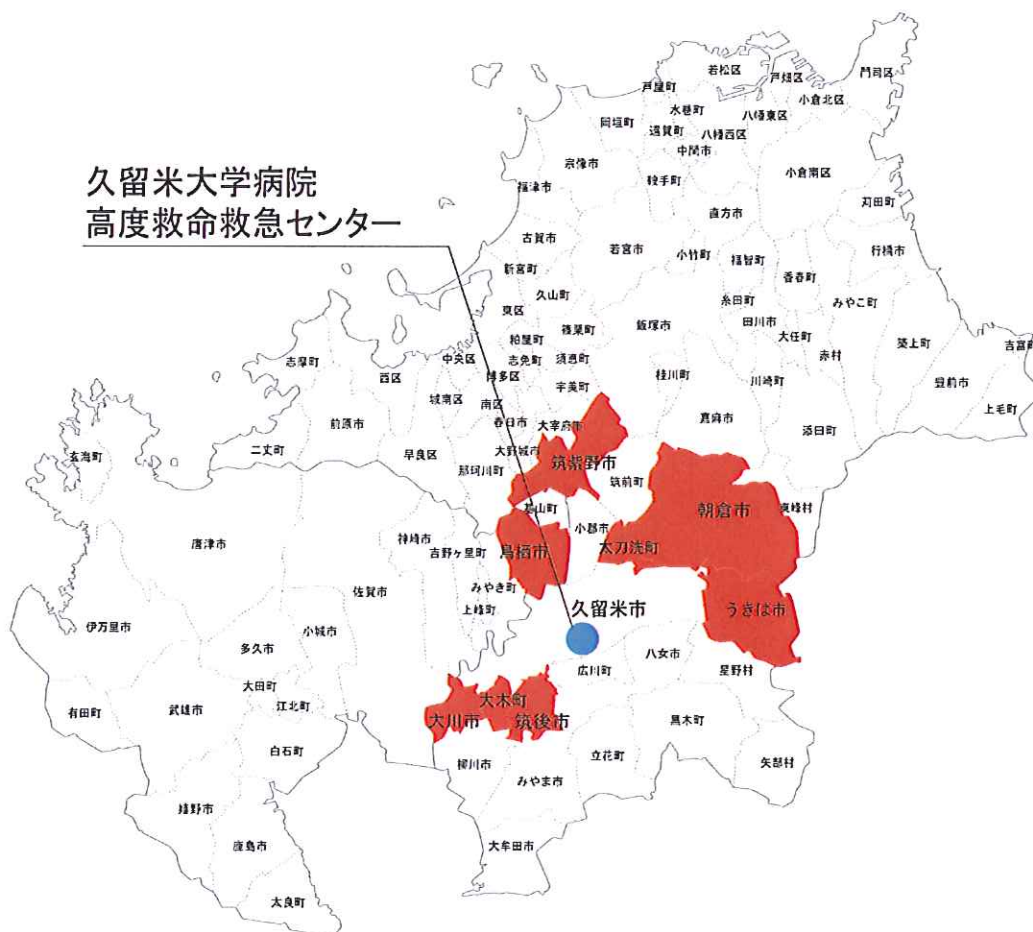 久留米大学病院
高度救命救急センター
若松区
戸畑区
門司区
芦屋町
小倉北区
水巻町
岡垣町
八幡東区
遠賀町
八幡西区
中間市
宗像市
小倉南区
鞍手町
福津市
苅田町
直方市
古賀市
若宮市
小竹町
行橋市
福智町
新宮町
香春町
久山町
糸田町
みやこ町
東区
田川市
篠栗町
飯塚市
粕屋町
大任町
築上町
吉富町
赤村
中央区
志免町
須恵町
志摩町
西区
博多区
桂川町
川崎町
豊前市
宇美町
城南区
南区
上毛町
嘉麻市
前原市
春日市
大宰府市
添田町
二丈町
早良区
大野城市
玄海町
筑紫野市
那珂川町
筑前町
基山町
朝倉市
東峰村
小郡市
唐津市
神埼市
吉野ヶ里町
鳥栖市
太刀洗町
佐賀市
みやき町
上峰町
久留米市
うきは市
伊万里市
小城市
多久市
八女市
広川町
星野村
大田町
有田町
武雄市
江北町
大木町
大川市
筑後市
黒木町
白石町
立花町
柳川市
矢部村
みやま市
嬉野市
鹿島市
大牟田市
太良町